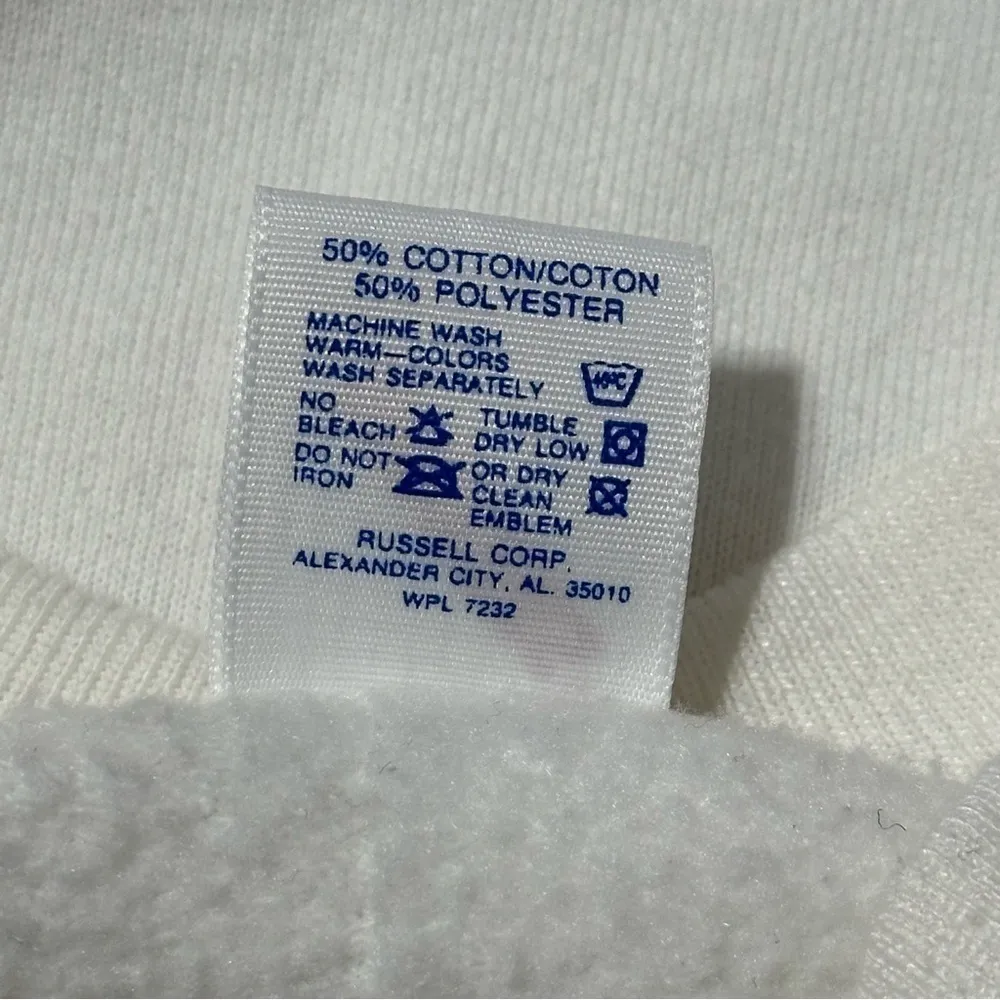 50% COTTON/COTON
50% POLYESTER
MACHINE WASH
WARM—COLORS
WASH SEPARATELY
40°C
NO
BLEACH
TUMBLE
DRY LOW
DO NOT
IRON
OR DRY
CLEAN
EMBLEM
RUSSELL CORP.
ALEXANDER CITY, AL. 35010
WPL 7232